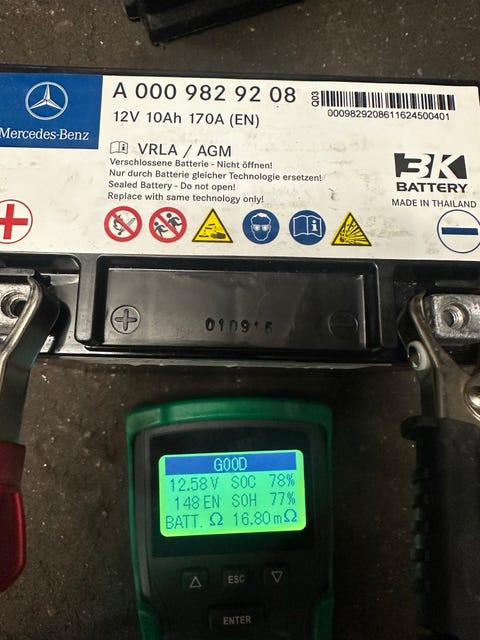 Mercedes-Benz
A 000 982 92 08
12V 10Ah 170A (EN)
Q03
0009829208611624500401
VRLA / AGM
Verschlossene Batterie - Nicht öffnen!
Nur durch Batterie gleicher Technologie ersetzen!
Sealed Battery - Do not open!
Replace with same technology only!
3K
BATTERY
MADE IN THAILAND
010916
GOOD
12.58V SOC 78%
148 EN SOH 77%
BATT. Ω 16.80mΩ
ESC
ENTER